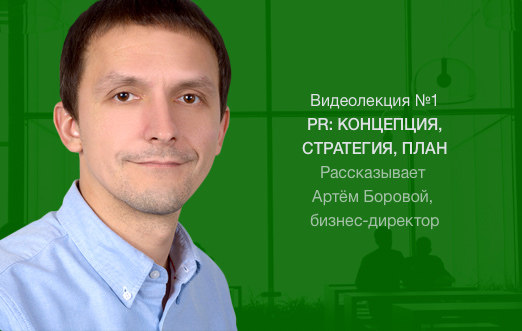 Видеолекция №1
PR: КОНЦЕПЦИЯ,
СТРАТЕГИЯ, ПЛАН
Рассказывает
Артём Боровой,
бизнес-директор